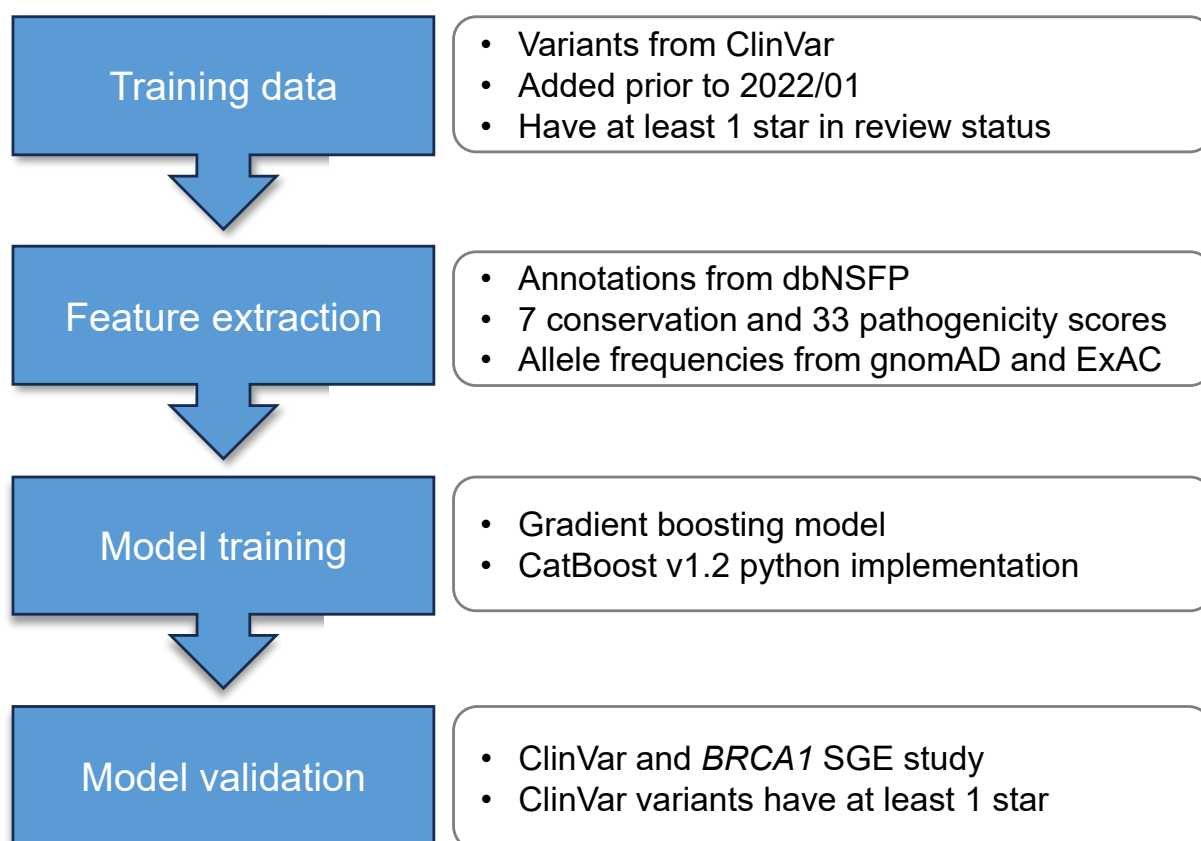 Training data
• Variants from ClinVar
• Added prior to 2022/01
• Have at least 1 star in review status
Feature extraction
• Annotations from dbNSFP
• 7 conservation and 33 pathogenicity scores
• Allele frequencies from gnomAD and ExAC
Model training
• Gradient boosting model
• CatBoost v1.2 python implementation
Model validation
• ClinVar and BRCA1 SGE study
• ClinVar variants have at least 1 star